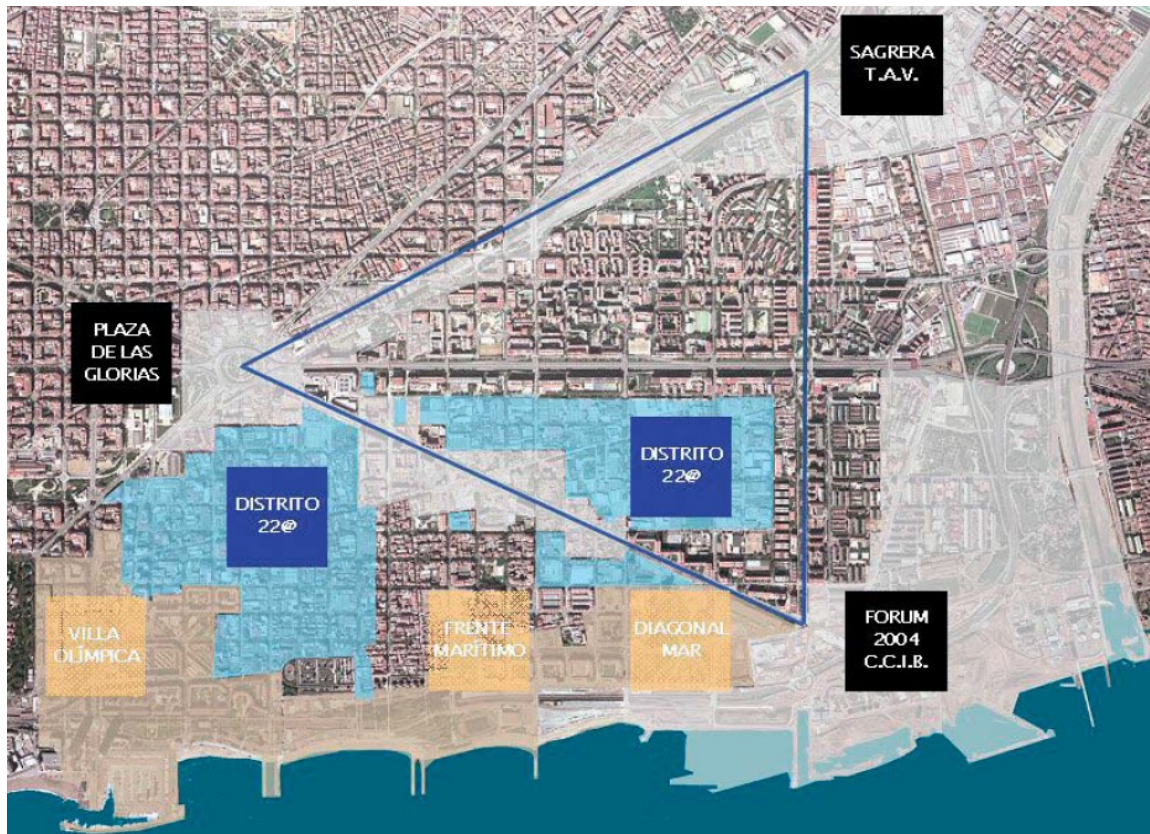 SAGRERA
T.A.V.
PLAZA
DE LAS
GLORIAS
DISTRITO
22@
DISTRITO
22@
VILLA
OLÍMPICA
FRENTE
MARÍTIMO
DIAGONAL
MAR
FORUM
2004
C.C.I.B.